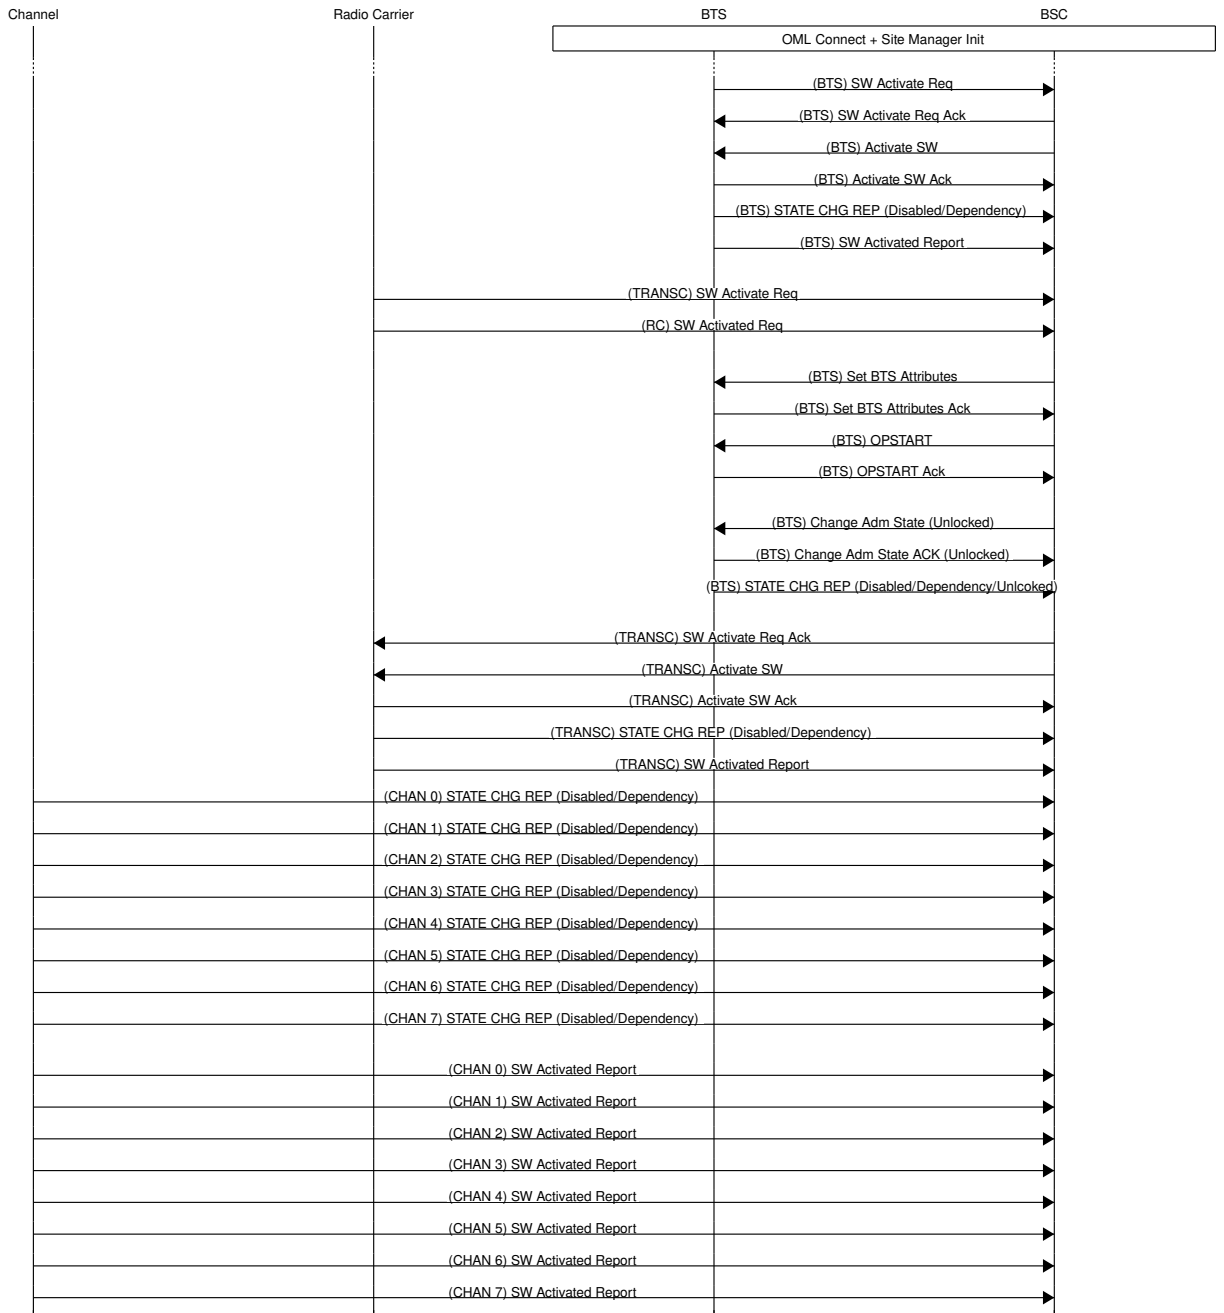 Channel Radio Carrier BTS BSC
OML Connect + Site Manager Init
(BTS) SW Activate Req
(BTS) SW Activate Req Ack
(BTS) Activate SW
(BTS) Activate SW Ack
(BTS) STATE CHG REP (Disabled/Dependency)
(BTS) SW Activated Report
(TRANSC) SW Activate Req
(RC) SW Activated Req
(BTS) Set BTS Attributes
(BTS) Set BTS Attributes Ack
(BTS) OPSTART
(BTS) OPSTART Ack
(BTS) Change Adm State (Unlocked)
(BTS) Change Adm State ACK (Unlocked)
(BTS) STATE CHG REP (Disabled/Dependency/Unlcoked)
(TRANSC) SW Activate Req Ack
(TRANSC) Activate SW
(TRANSC) Activate SW Ack
(TRANSC) STATE CHG REP (Disabled/Dependency)
(TRANSC) SW Activated Report
(CHAN 0) STATE CHG REP (Disabled/Dependency)
(CHAN 1) STATE CHG REP (Disabled/Dependency)
(CHAN 2) STATE CHG REP (Disabled/Dependency)
(CHAN 3) STATE CHG REP (Disabled/Dependency)
(CHAN 4) STATE CHG REP (Disabled/Dependency)
(CHAN 5) STATE CHG REP (Disabled/Dependency)
(CHAN 6) STATE CHG REP (Disabled/Dependency)
(CHAN 7) STATE CHG REP (Disabled/Dependency)
(CHAN 0) SW Activated Report
(CHAN 1) SW Activated Report
(CHAN 2) SW Activated Report
(CHAN 3) SW Activated Report
(CHAN 4) SW Activated Report
(CHAN 5) SW Activated Report
(CHAN 6) SW Activated Report
(CHAN 7) SW Activated Report